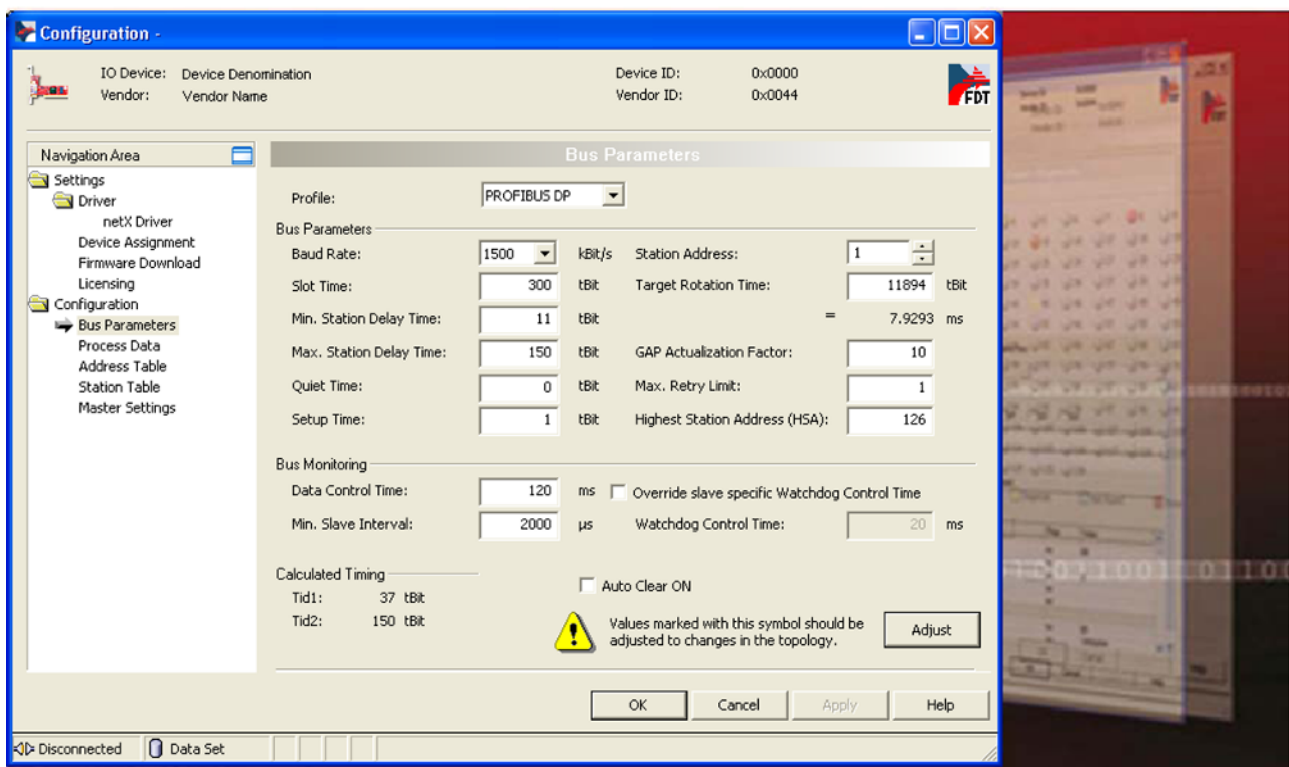 Configuration -
IO Device: Device Denomination Device ID: 0x0000
Vendor: Vendor Name Vendor ID: 0x0044
FDT
Navigation Area
Settings
Driver
netX Driver
Device Assignment
Firmware Download
Licensing
Configuration
Bus Parameters
Process Data
Address Table
Station Table
Master Settings
Bus Parameters
Profile: PROFIBUS DP
Bus Parameters
Baud Rate: 1500 kBit/s Station Address: 1
Slot Time: 300 tBit Target Rotation Time: 11894 tBit
Min. Station Delay Time: 11 tBit = 7.9293 ms
Max. Station Delay Time: 150 tBit GAP Actualization Factor: 10
Quiet Time: 0 tBit Max. Retry Limit: 1
Setup Time: 1 tBit Highest Station Address (HSA): 126
Bus Monitoring
Data Control Time: 120 ms Override slave specific Watchdog Control Time
Min. Slave Interval: 2000 µs Watchdog Control Time: 20 ms
Calculated Timing
Tid1: 37 tBit
Tid2: 150 tBit
Auto Clear ON
Values marked with this symbol should be
adjusted to changes in the topology.
Adjust
OK Cancel Apply Help
Disconnected Data Set